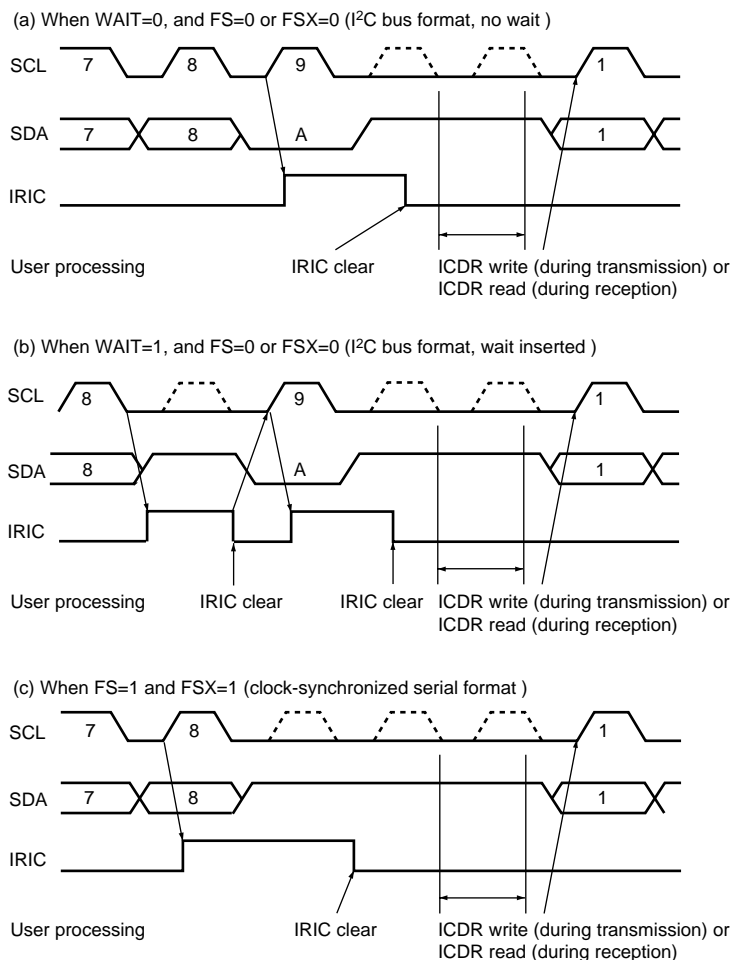 (a) When WAIT=0, and FS=0 or FSX=0 (I²C bus format, no wait )
SCL 7 8 9 1
SDA 7 8 A 1
IRIC
User processing IRIC clear ICDR write (during transmission) or
ICDR read (during reception)
(b) When WAIT=1, and FS=0 or FSX=0 (I²C bus format, wait inserted )
SCL 8 9 1
SDA 8 A 1
IRIC
User processing IRIC clear IRIC clear ICDR write (during transmission) or
ICDR read (during reception)
(c) When FS=1 and FSX=1 (clock-synchronized serial format )
SCL 7 8 1
SDA 7 8 1
IRIC
User processing IRIC clear ICDR write (during transmission) or
ICDR read (during reception)